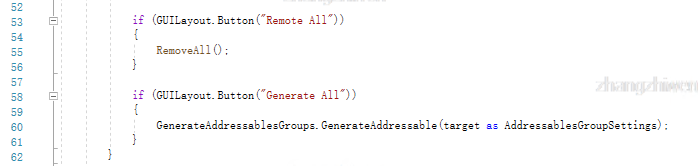 52
53 if (GUILayout.Button("Remote All"))
54 {
55 RemoveAll();
56 }
57
58 if (GUILayout.Button("Generate All"))
59 {
60 GenerateAddressablesGroups.GenerateAddressable(target as AddressablesGroupSettings);
61 }
62 }
zhangzhiwen